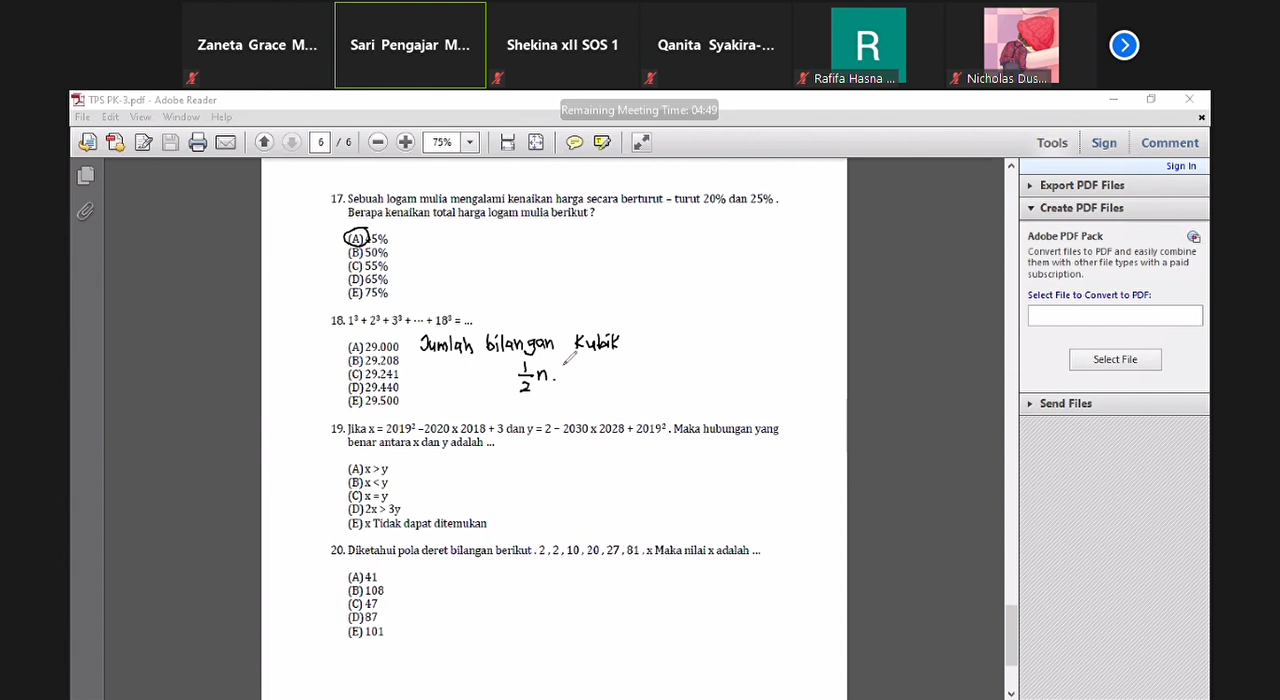 Zaneta Grace M...
Sari Pengajar M...
Shekina xII SOS 1
Qanita Syakira-...
R
Rafifa Hasna ...
Nicholas Dus...
TPS PK-3.pdf - Adobe Reader
Remaining Meeting Time: 04:49
File Edit View Window Help
6 / 6
75%
Tools Sign Comment
Sign In
Export PDF Files
Create PDF Files
Adobe PDF Pack
Convert files to PDF and easily combine
them with other file types with a paid
subscription.
Select File to Convert to PDF:
Select File
Send Files
17. Sebuah logam mulia mengalami kenaikan harga secara berturut – turut 20% dan 25% .
Berapa kenaikan total harga logam mulia berikut ?
(A) 45%
(B) 50%
(C) 55%
(D) 65%
(E) 75%
18. 1³ + 2³ + 3³ + ⋯ + 18³ = ...
(A) 29.000
(B) 29.208
(C) 29.241
(D) 29.440
(E) 29.500
Jumlah bilangan kubik
1/2 n .
19. Jika x = 2019² –2020 x 2018 + 3 dan y = 2 – 2030 x 2028 + 2019² . Maka hubungan yang
benar antara x dan y adalah ...
(A) x > y
(B) x < y
(C) x = y
(D) 2x > 3y
(E) x Tidak dapat ditemukan
20. Diketahui pola deret bilangan berikut . 2 , 2 , 10 , 20 , 27 , 81 , x Maka nilai x adalah ...
(A) 41
(B) 108
(C) 47
(D) 87
(E) 101